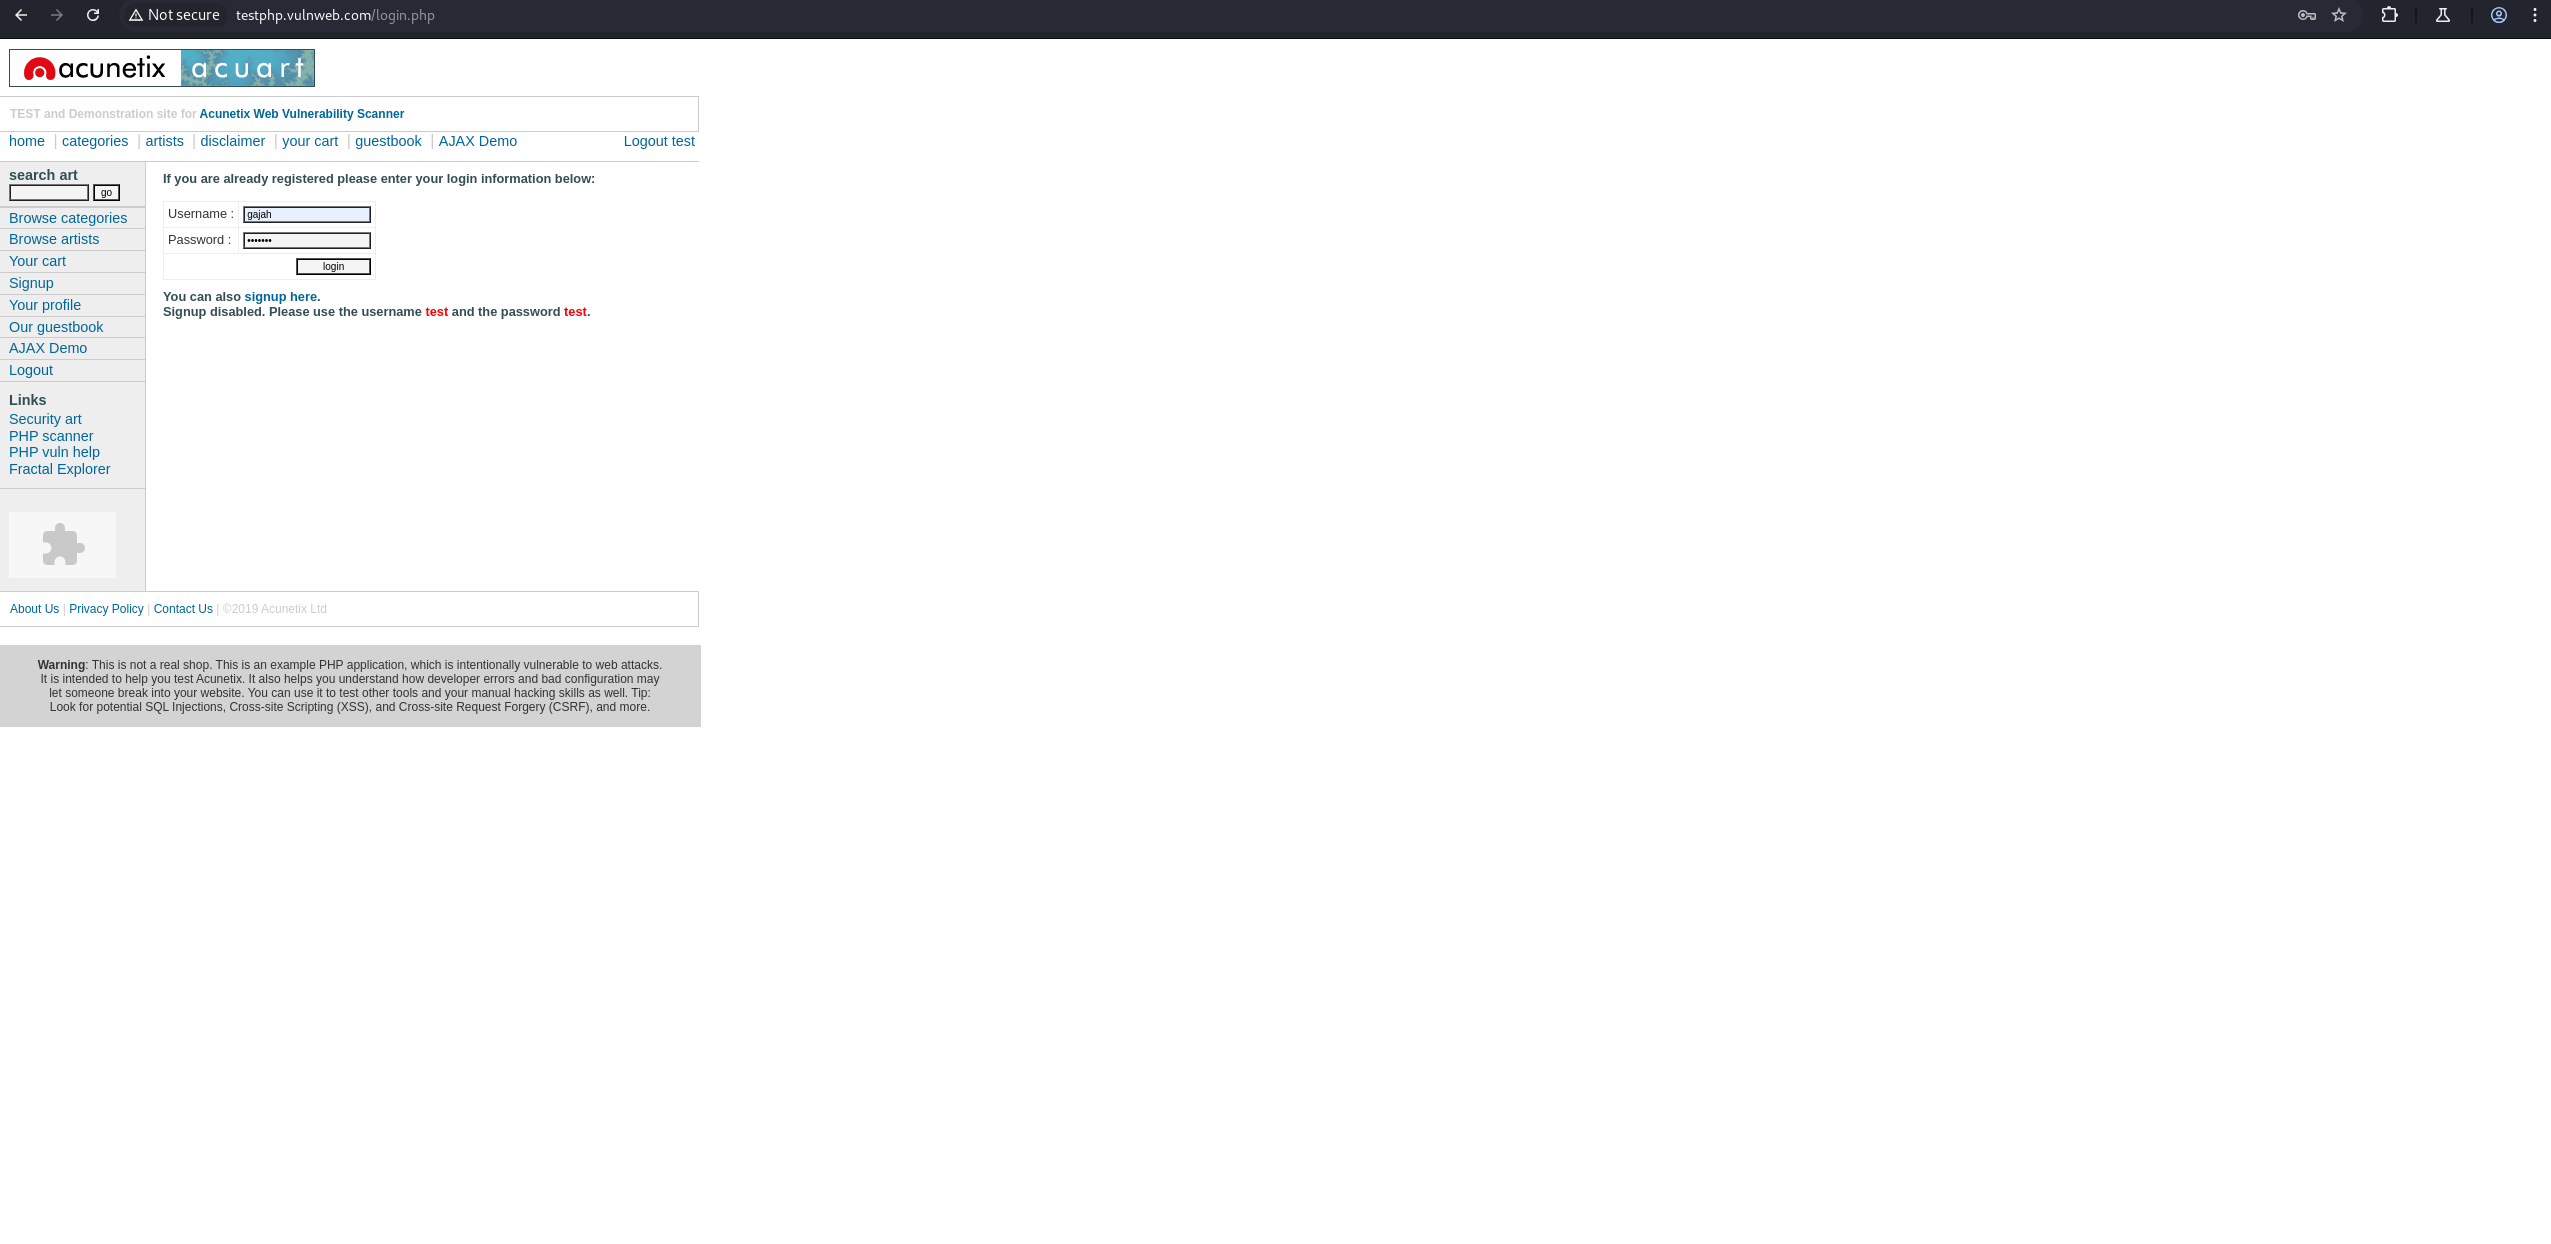 Not secure testphp.vulnweb.com/login.php
acunetix acuart
TEST and Demonstration site for Acunetix Web Vulnerability Scanner
home | categories | artists | disclaimer | your cart | guestbook | AJAX Demo Logout test
search art
go
Browse categories
Browse artists
Your cart
Signup
Your profile
Our guestbook
AJAX Demo
Logout
Links
Security art
PHP scanner
PHP vuln help
Fractal Explorer
If you are already registered please enter your login information below:
Username : gajah
Password : •••••••
login
You can also signup here.
Signup disabled. Please use the username test and the password test.
About Us | Privacy Policy | Contact Us | ©2019 Acunetix Ltd
Warning: This is not a real shop. This is an example PHP application, which is intentionally vulnerable to web attacks.
It is intended to help you test Acunetix. It also helps you understand how developer errors and bad configuration may
let someone break into your website. You can use it to test other tools and your manual hacking skills as well. Tip:
Look for potential SQL Injections, Cross-site Scripting (XSS), and Cross-site Request Forgery (CSRF), and more.